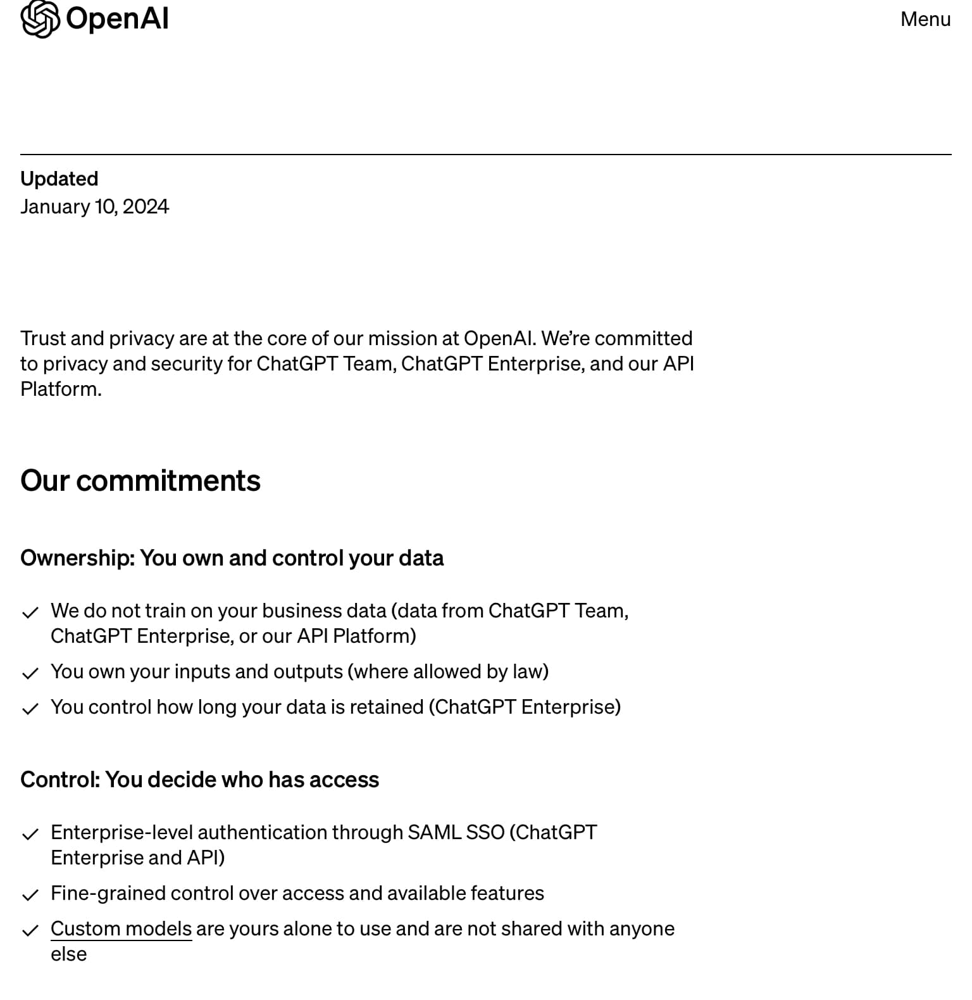 OpenAI
Menu
Updated
January 10, 2024
Trust and privacy are at the core of our mission at OpenAI. We’re committed
to privacy and security for ChatGPT Team, ChatGPT Enterprise, and our API
Platform.
Our commitments
Ownership: You own and control your data
We do not train on your business data (data from ChatGPT Team,
ChatGPT Enterprise, or our API Platform)
You own your inputs and outputs (where allowed by law)
You control how long your data is retained (ChatGPT Enterprise)
Control: You decide who has access
Enterprise-level authentication through SAML SSO (ChatGPT
Enterprise and API)
Fine-grained control over access and available features
Custom models are yours alone to use and are not shared with anyone
else